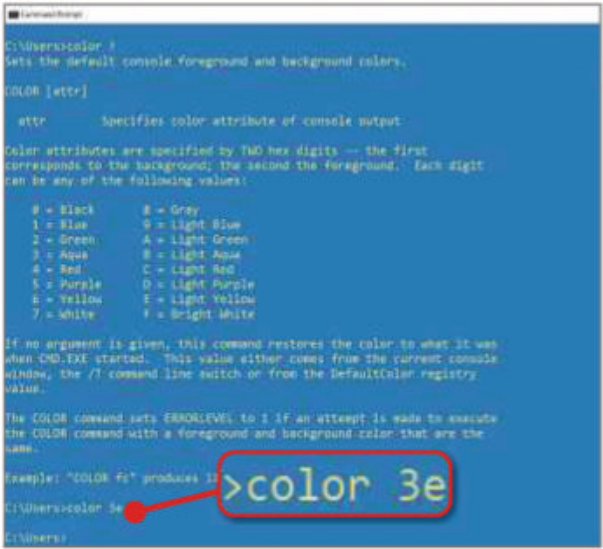 Command Prompt
C:\Users>color ?
Sets the default console foreground and background colors.
COLOR [attr]
attr Specifies color attribute of console output
Color attributes are specified by TWO hex digits -- the first
corresponds to the background; the second the foreground. Each digit
can be any of the following values:
0 = Black 8 = Gray
1 = Blue 9 = Light Blue
2 = Green A = Light Green
3 = Aqua B = Light Aqua
4 = Red C = Light Red
5 = Purple D = Light Purple
6 = Yellow E = Light Yellow
7 = White F = Bright White
If no argument is given, this command restores the color to what it was
when CMD.EXE started. This value either comes from the current console
window, the /T command line switch or from the DefaultColor registry
value.
The COLOR command sets ERRORLEVEL to 1 if an attempt is made to execute
the COLOR command with a foreground and background color that are the
same.
Example: "COLOR fc" produces
>color 3e
C:\Users>color 3e
C:\Users>